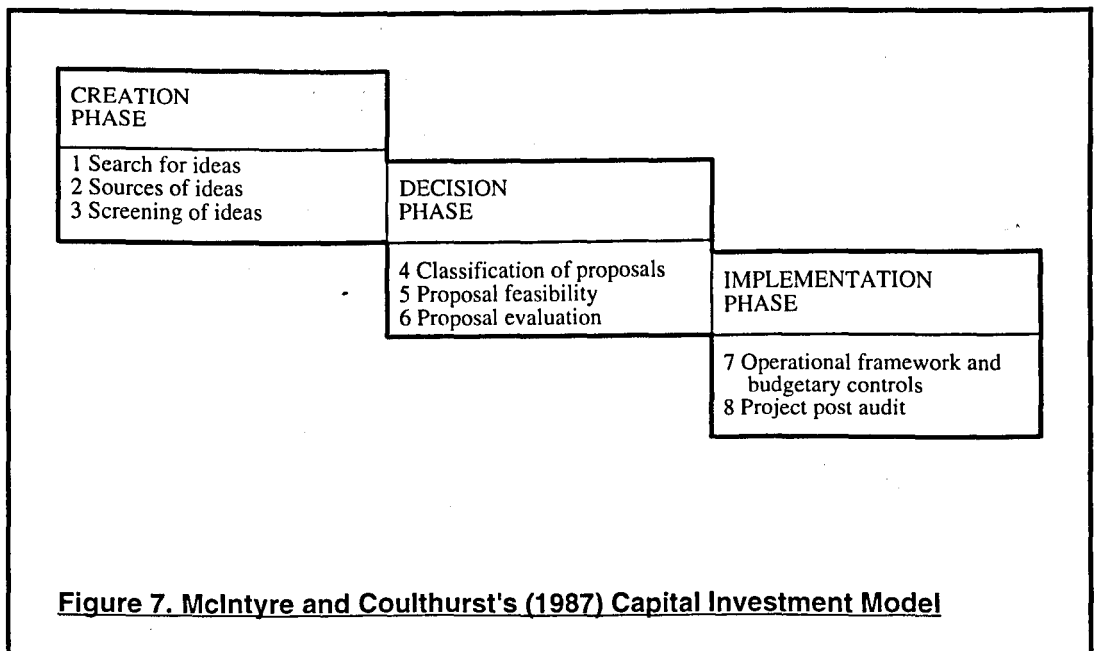 CREATION
PHASE
1 Search for ideas
2 Sources of ideas
3 Screening of ideas
DECISION
PHASE
4 Classification of proposals
5 Proposal feasibility
6 Proposal evaluation
IMPLEMENTATION
PHASE
7 Operational framework and
budgetary controls
8 Project post audit
Figure 7. McIntyre and Coulthurst's (1987) Capital Investment Model